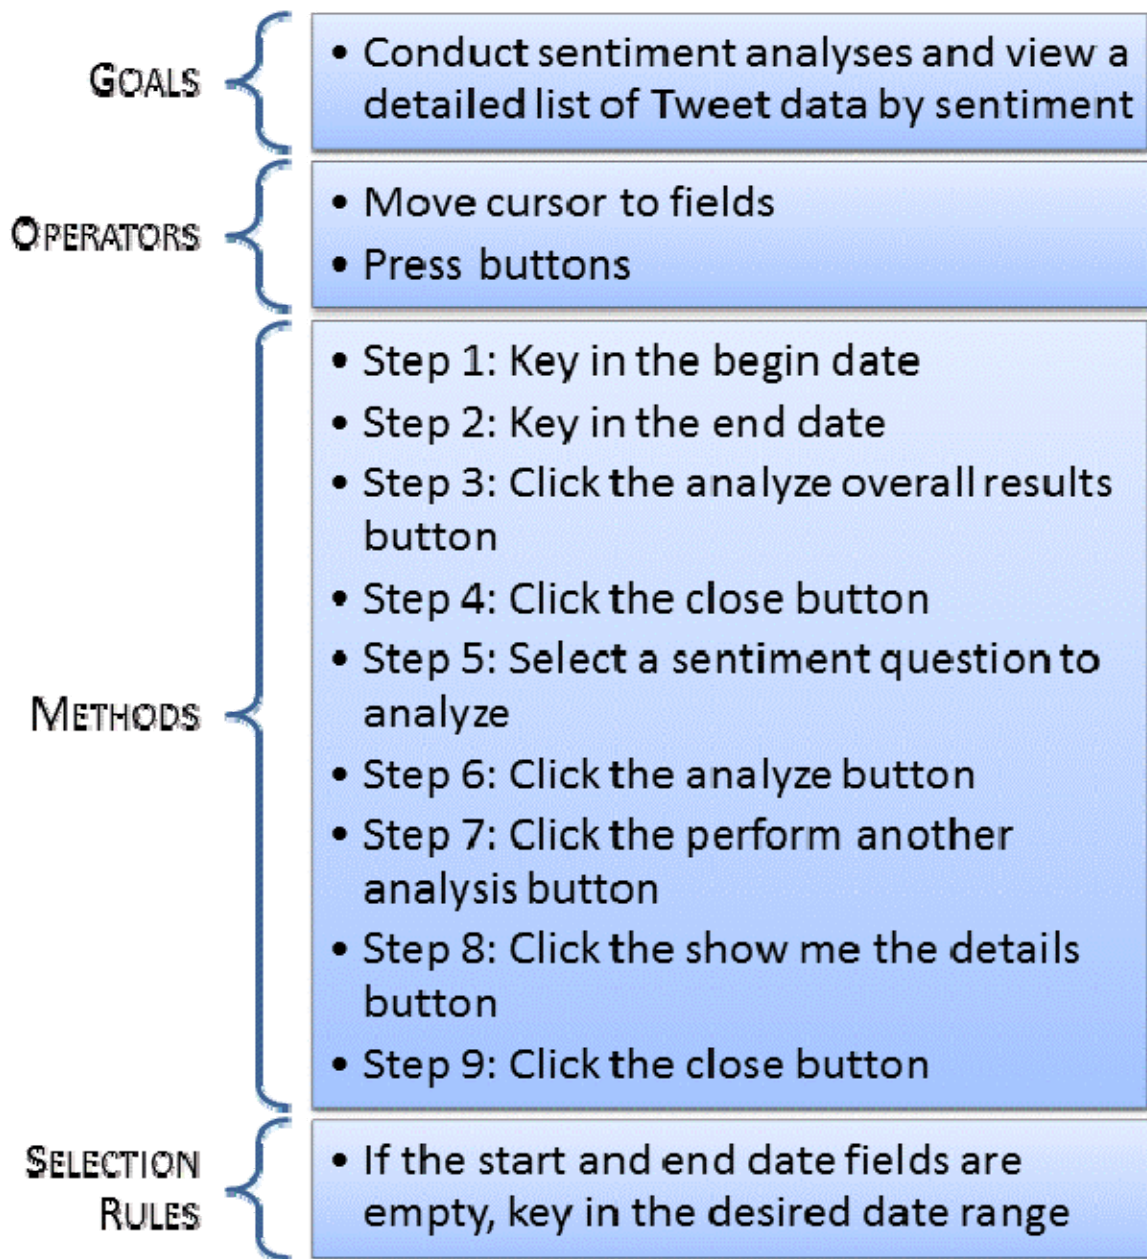 GOALS
• Conduct sentiment analyses and view a
detailed list of Tweet data by sentiment
OPERATORS
• Move cursor to fields
• Press buttons
METHODS
• Step 1: Key in the begin date
• Step 2: Key in the end date
• Step 3: Click the analyze overall results
button
• Step 4: Click the close button
• Step 5: Select a sentiment question to
analyze
• Step 6: Click the analyze button
• Step 7: Click the perform another
analysis button
• Step 8: Click the show me the details
button
• Step 9: Click the close button
SELECTION
RULES
• If the start and end date fields are
empty, key in the desired date range